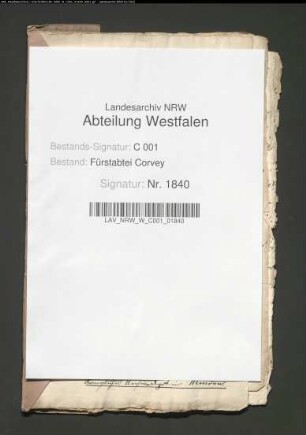 Landesarchiv NRW
Abteilung Westfalen
Bestands-Signatur: C 001
Bestand: Fürstabtei Corvey
Signatur: Nr. 1840
LAV_NRW_W_C001_01840